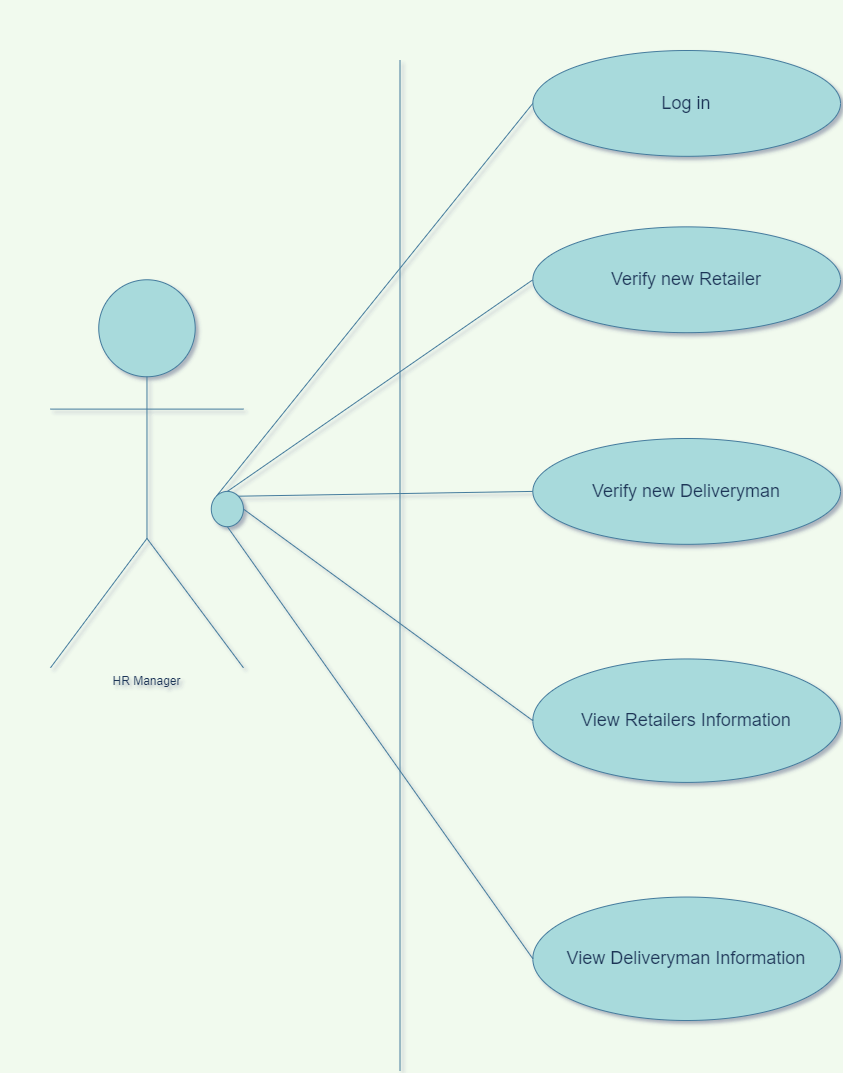 Log in
Verify new Retailer
Verify new Deliveryman
HR Manager
View Retailers Information
View Deliveryman Information